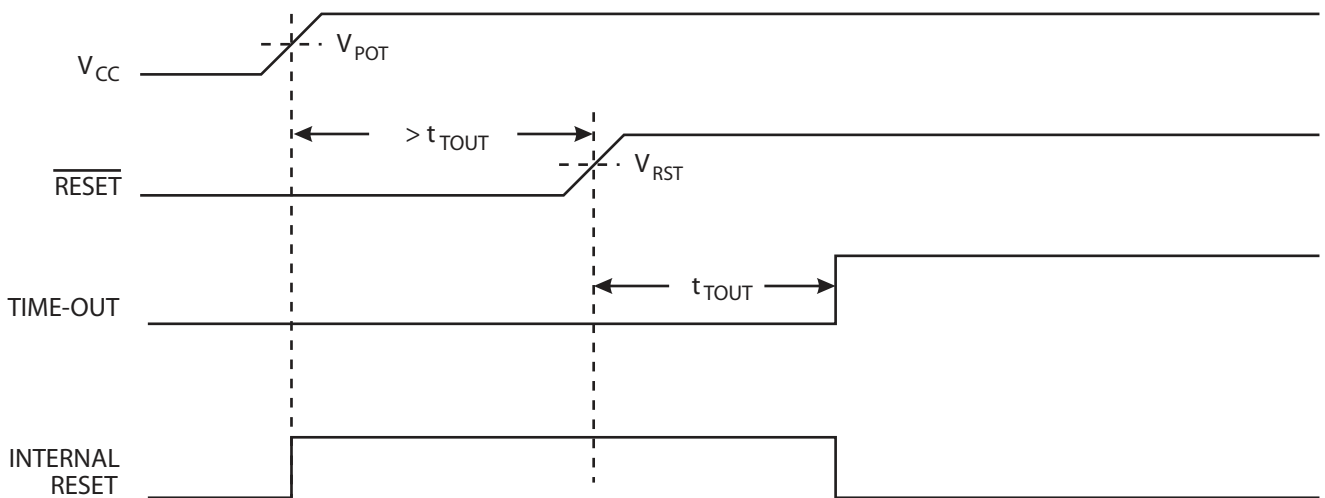 V_POT
V_CC
> t_TOUT
V_RST
RESET
t_TOUT
TIME-OUT
INTERNAL
RESET